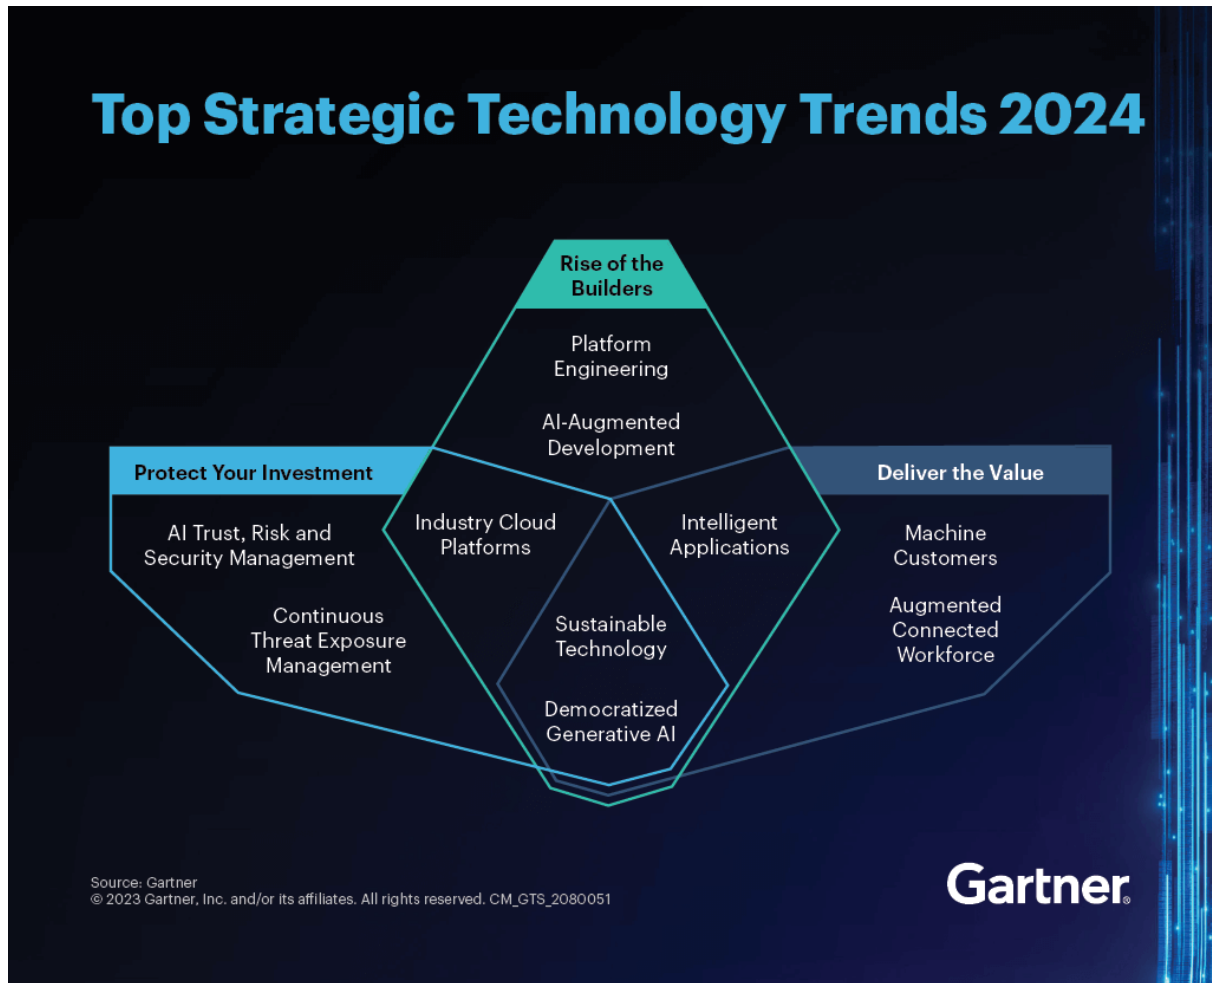 Top Strategic Technology Trends 2024
Rise of the
Builders
Platform
Engineering
AI-Augmented
Development
Protect Your Investment
AI Trust, Risk and
Security Management
Continuous
Threat Exposure
Management
Industry Cloud
Platforms
Intelligent
Applications
Sustainable
Technology
Democratized
Generative AI
Deliver the Value
Machine
Customers
Augmented
Connected
Workforce
Source: Gartner
© 2023 Gartner, Inc. and/or its affiliates. All rights reserved. CM_GTS_2080051
Gartner®